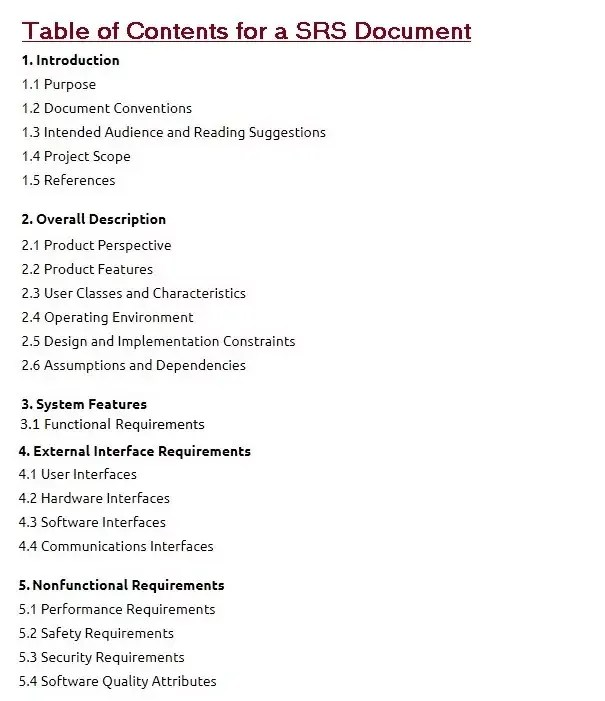 Table of Contents for a SRS Document
1. Introduction
1.1 Purpose
1.2 Document Conventions
1.3 Intended Audience and Reading Suggestions
1.4 Project Scope
1.5 References
2. Overall Description
2.1 Product Perspective
2.2 Product Features
2.3 User Classes and Characteristics
2.4 Operating Environment
2.5 Design and Implementation Constraints
2.6 Assumptions and Dependencies
3. System Features
3.1 Functional Requirements
4. External Interface Requirements
4.1 User Interfaces
4.2 Hardware Interfaces
4.3 Software Interfaces
4.4 Communications Interfaces
5. Nonfunctional Requirements
5.1 Performance Requirements
5.2 Safety Requirements
5.3 Security Requirements
5.4 Software Quality Attributes